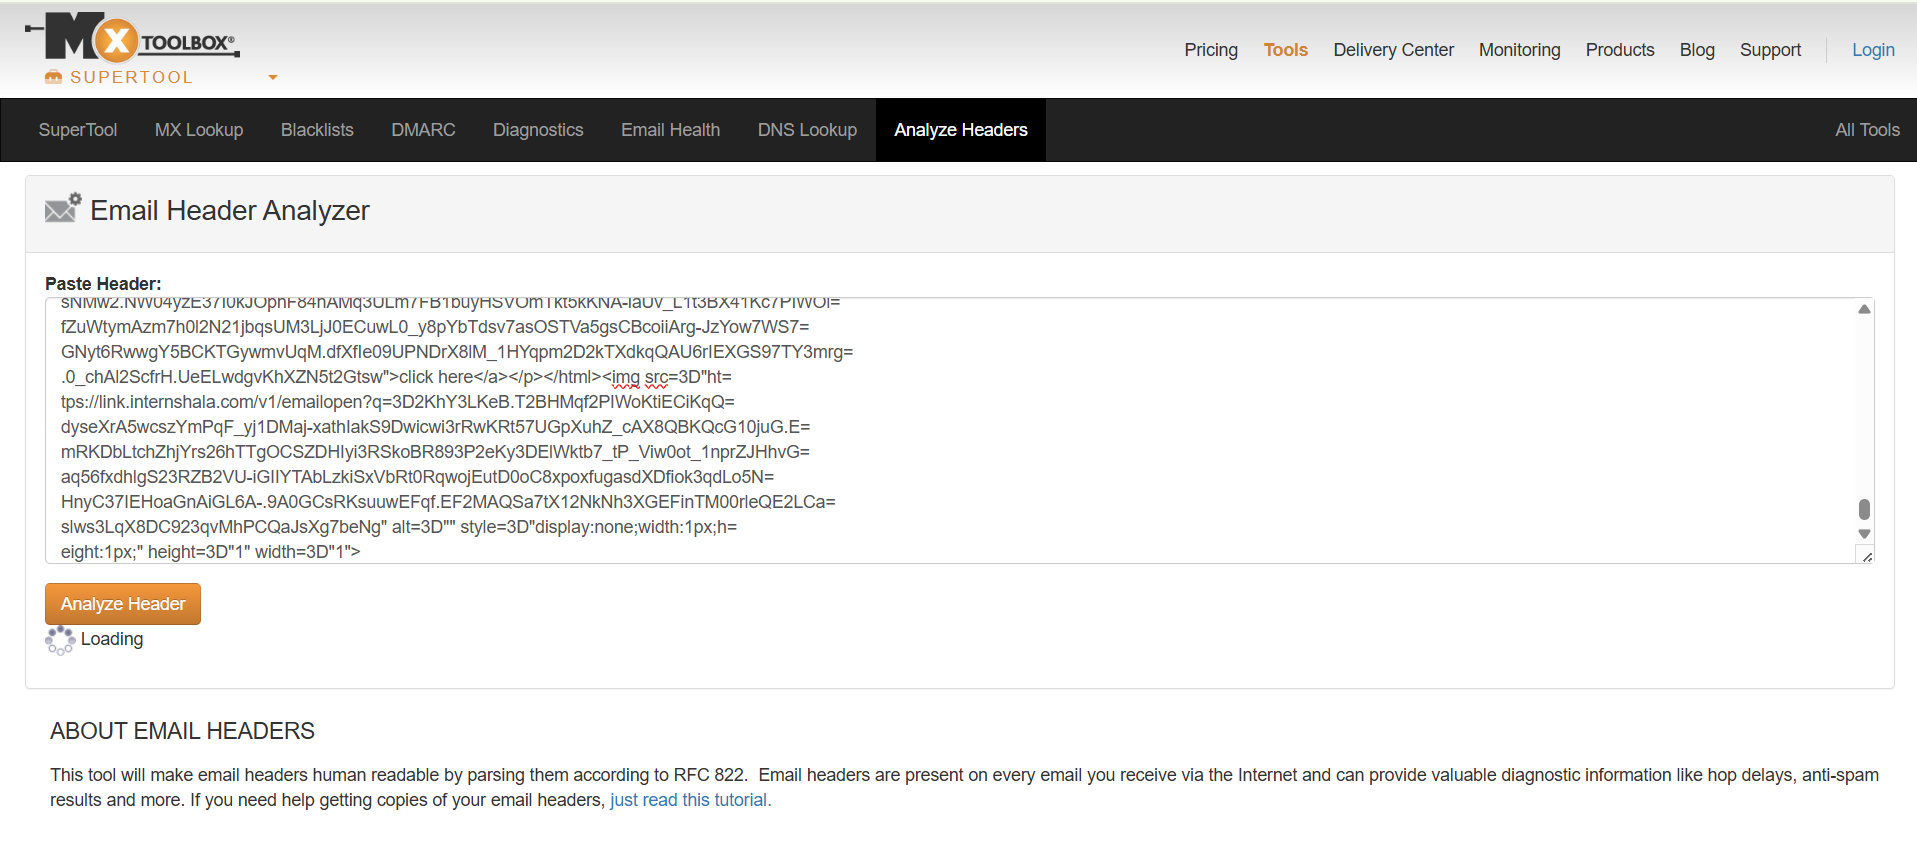 MX TOOLBOX®
SUPERTOOL
Pricing Tools Delivery Center Monitoring Products Blog Support Login
SuperTool MX Lookup Blacklists DMARC Diagnostics Email Health DNS Lookup Analyze Headers All Tools
Email Header Analyzer
Paste Header:
fZuWtymAzm7h0l2N21jbqsUM3LjJ0ECuwL0_y8pYbTdsv7asOSTVa5gsCBcoiiArg-JzYow7WS7=
GNyt6RwwgY5BCKTGywmvUqM.dfXfle09UPNDrX8lM_1HYqpm2D2kTXdkqQAU6rIEXGS97TY3mrg=
.0_chAl2ScfrH.UeELwdgvKhXZN5t2Gtsw">click here</a></p></html><img src=3D"ht=
tps://link.internshala.com/v1/emailopen?q=3D2KhY3LKeB.T2BHMqf2PIWoKtiECiKqQ=
dyseXrA5wcszYmPqF_yj1DMaj-xathIakS9Dwicwi3rRwKRt57UGpXuhZ_cAX8QBKQcG10juG.E=
mRKDbLtchZhjYrs26hTTgOCSZDHIyi3RSkoBR893P2eKy3DElWktb7_tP_Viw0ot_1nprZJHhvG=
aq56fxdhlgS23RZB2VU-iGIIYTAbLzkiSxVbRt0RqwojEutD0oC8xpoxfugasdXDfiok3qdLo5N=
HnyC37IEHoaGnAiGL6A-.9A0GCsRKsuuwEFqf.EF2MAQSa7tX12NkNh3XGEFinTM00rleQE2LCa=
slws3LqX8DC923qvMhPCQaJsXg7beNg" alt=3D"" style=3D"display:none;width:1px;h=
eight:1px;" height=3D"1" width=3D"1">
Analyze Header
Loading
ABOUT EMAIL HEADERS
This tool will make email headers human readable by parsing them according to RFC 822. Email headers are present on every email you receive via the Internet and can provide valuable diagnostic information like hop delays, anti-spam
results and more. If you need help getting copies of your email headers, just read this tutorial.